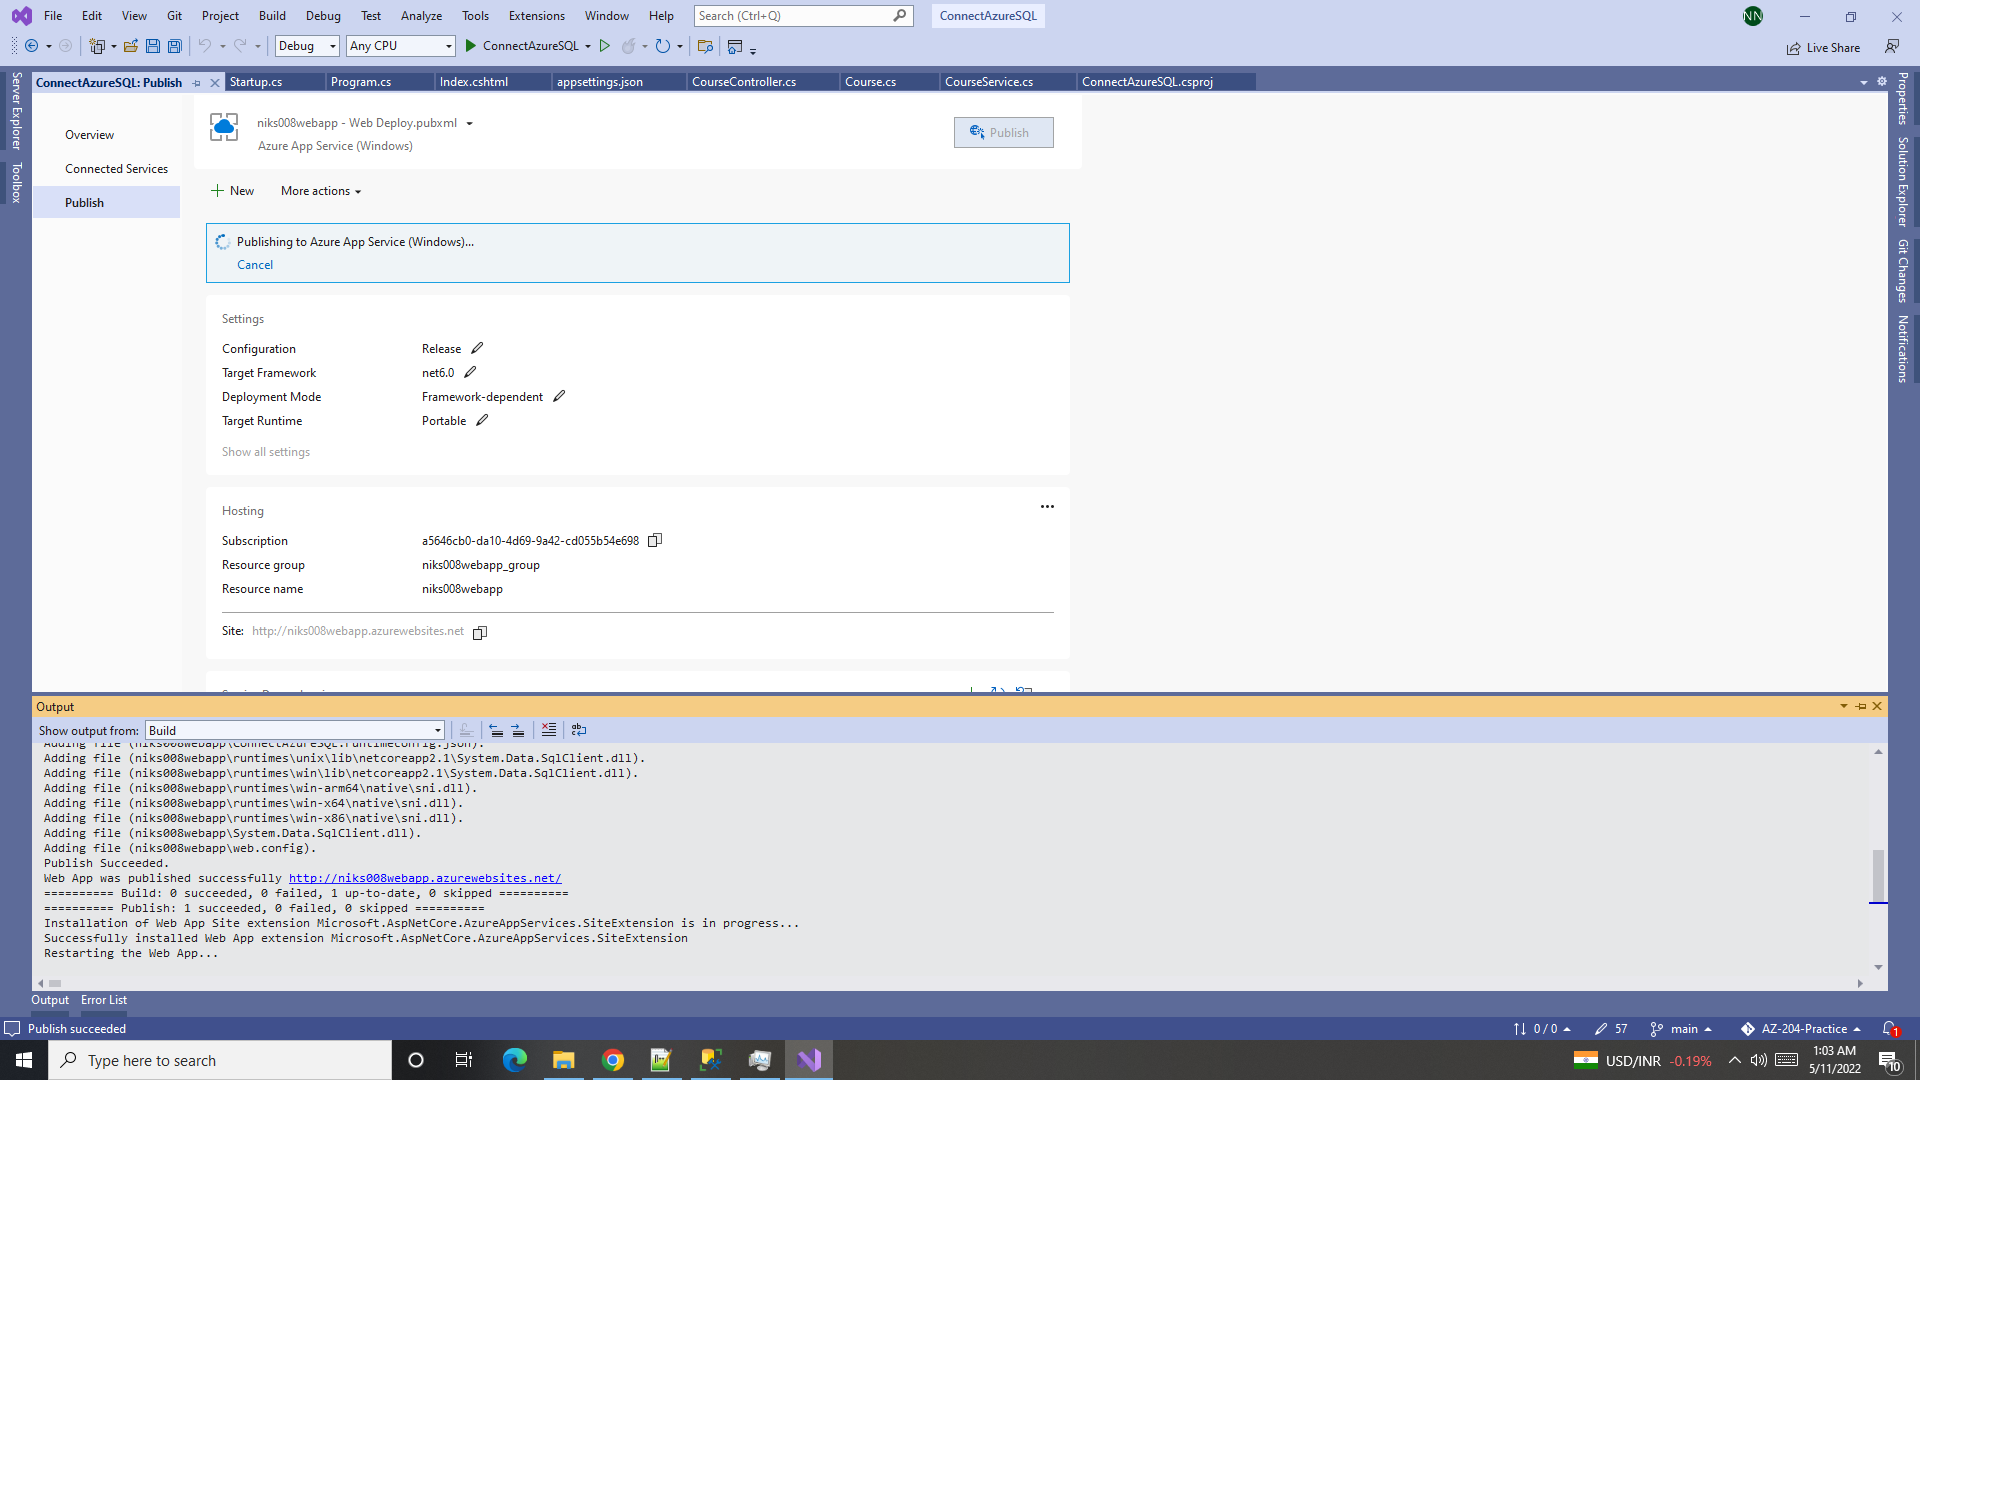 File Edit View Git Project Build Debug Test Analyze Tools Extensions Window Help Search (Ctrl+Q) ConnectAzureSQL NN
Debug Any CPU ConnectAzureSQL Live Share
ConnectAzureSQL: Publish Startup.cs Program.cs Index.cshtml appsettings.json CourseController.cs Course.cs CourseService.cs ConnectAzureSQL.csproj
Server Explorer
Toolbox
Properties
Solution Explorer
Git Changes
Notifications
Overview
Connected Services
Publish
niks008webapp - Web Deploy.pubxml
Azure App Service (Windows)
Publish
New More actions
Publishing to Azure App Service (Windows)...
Cancel
Settings
Configuration Release
Target Framework net6.0
Deployment Mode Framework-dependent
Target Runtime Portable
Show all settings
Hosting
Subscription a5646cb0-da10-4d69-9a42-cd055b54e698
Resource group niks008webapp_group
Resource name niks008webapp
Site: http://niks008webapp.azurewebsites.net
Output
Show output from: Build
Adding file (niks008webapp\ConnectAzureSQL.runtimeconfig.json).
Adding file (niks008webapp\runtimes\unix\lib\netcoreapp2.1\System.Data.SqlClient.dll).
Adding file (niks008webapp\runtimes\win\lib\netcoreapp2.1\System.Data.SqlClient.dll).
Adding file (niks008webapp\runtimes\win-arm64\native\sni.dll).
Adding file (niks008webapp\runtimes\win-x64\native\sni.dll).
Adding file (niks008webapp\runtimes\win-x86\native\sni.dll).
Adding file (niks008webapp\System.Data.SqlClient.dll).
Adding file (niks008webapp\web.config).
Publish Succeeded.
Web App was published successfully http://niks008webapp.azurewebsites.net/
========== Build: 0 succeeded, 0 failed, 1 up-to-date, 0 skipped ==========
========== Publish: 1 succeeded, 0 failed, 0 skipped ==========
Installation of Web App Site extension Microsoft.AspNetCore.AzureAppServices.SiteExtension is in progress...
Successfully installed Web App extension Microsoft.AspNetCore.AzureAppServices.SiteExtension
Restarting the Web App...
Output Error List
Publish succeeded 0 / 0 57 main AZ-204-Practice 1
Type here to search USD/INR -0.19% 1:03 AM
5/11/2022 10